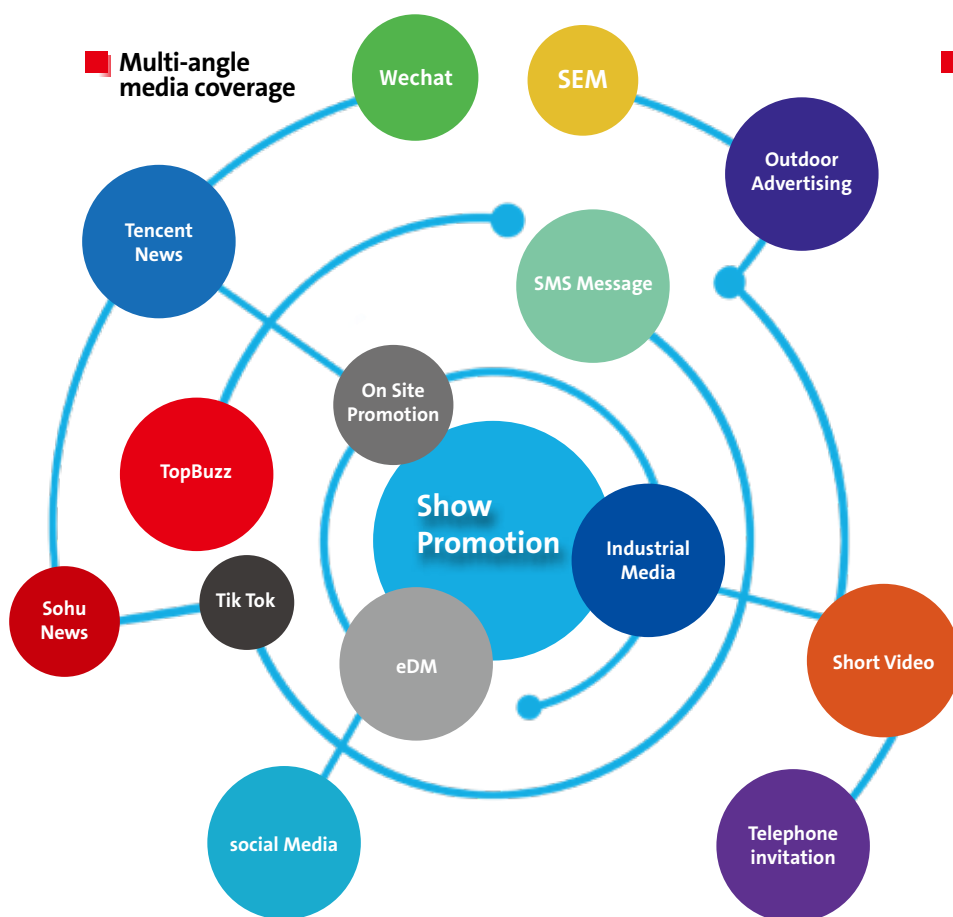 Multi-angle
media coverage
Wechat
SEM
Outdoor
Advertising
Tencent
News
SMS Message
On Site
Promotion
TopBuzz
Show
Promotion
Industrial
Media
Tik Tok
Sohu
News
eDM
Short Video
social Media
Telephone
invitation